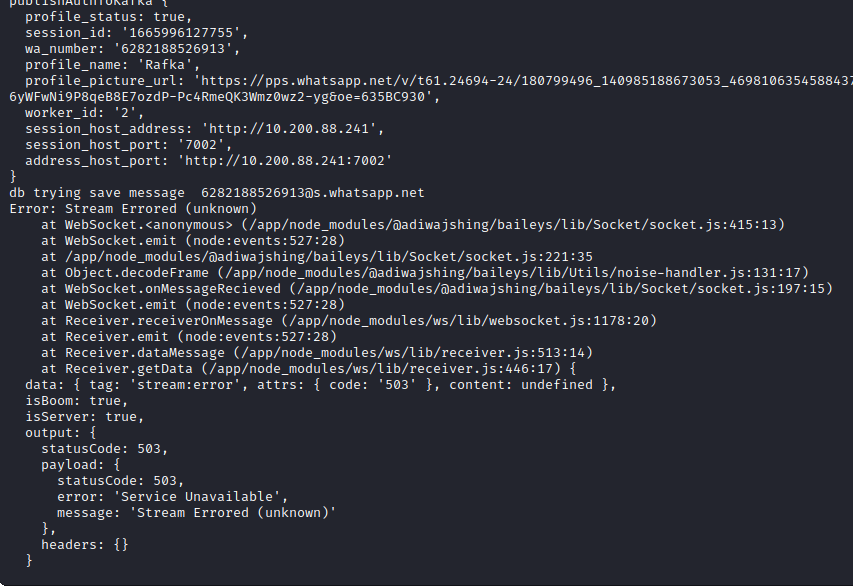 publishAuthToKafka {
  profile_status: true,
  session_id: '1665996127755',
  wa_number: '6282188526913',
  profile_name: 'Rafka',
  profile_picture_url: 'https://pps.whatsapp.net/v/t61.24694-24/180799496_140985188673053_4698106354588437
6yWFwNi9P8qeB8E7ozdP-Pc4RmeQK3Wmz0wz2-yg&oe=635BC930',
  worker_id: '2',
  session_host_address: 'http://10.200.88.241',
  session_host_port: '7002',
  address_host_port: 'http://10.200.88.241:7002'
}
db trying save message  6282188526913@s.whatsapp.net
Error: Stream Errored (unknown)
    at WebSocket.<anonymous> (/app/node_modules/@adiwajshing/baileys/lib/Socket/socket.js:415:13)
    at WebSocket.emit (node:events:527:28)
    at /app/node_modules/@adiwajshing/baileys/lib/Socket/socket.js:221:35
    at Object.decodeFrame (/app/node_modules/@adiwajshing/baileys/lib/Utils/noise-handler.js:131:17)
    at WebSocket.onMessageRecieved (/app/node_modules/@adiwajshing/baileys/lib/Socket/socket.js:197:15)
    at WebSocket.emit (node:events:527:28)
    at Receiver.receiverOnMessage (/app/node_modules/ws/lib/websocket.js:1178:20)
    at Receiver.emit (node:events:527:28)
    at Receiver.dataMessage (/app/node_modules/ws/lib/receiver.js:513:14)
    at Receiver.getData (/app/node_modules/ws/lib/receiver.js:446:17) {
  data: { tag: 'stream:error', attrs: { code: '503' }, content: undefined },
  isBoom: true,
  isServer: true,
  output: {
    statusCode: 503,
    payload: {
      statusCode: 503,
      error: 'Service Unavailable',
      message: 'Stream Errored (unknown)'
    },
    headers: {}
  }